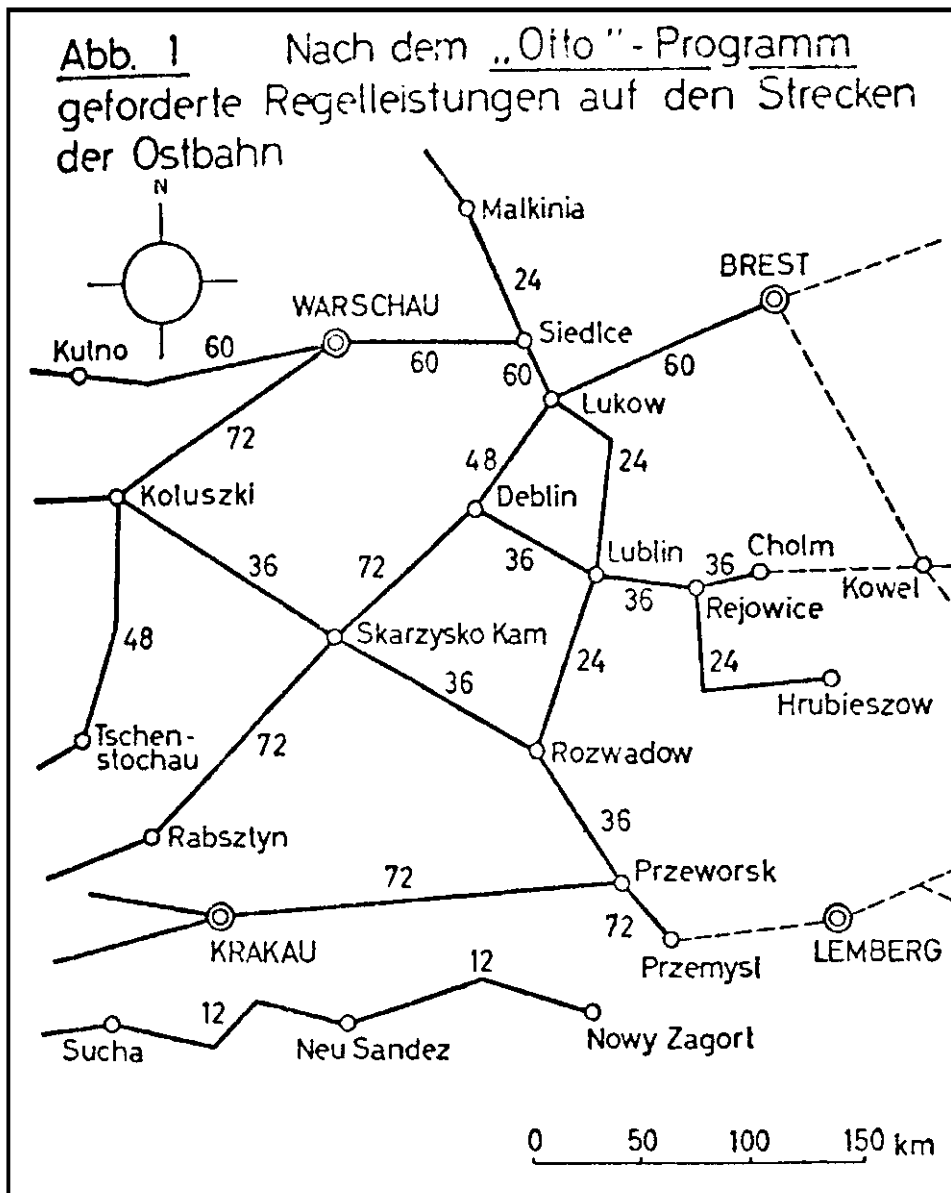 Abb. 1 Nach dem „Otto"-Programm
geforderte Regelleistungen auf den Strecken
der Ostbahn
N
Malkinia
24
BREST
WARSCHAU
Siedlce
Kutno
60
60
60
60
Lukow
72
48
24
Koluszki
Deblin
36
72
36
Lublin
36
Cholm
36
Rejowice
Kowel
48
Skarzysko Kam
24
24
36
Hrubieszow
Tschen-
stochau
72
Rozwadow
Rabsztyn
36
72
Przeworsk
72
KRAKAU
Przemysl
LEMBERG
12
12
Sucha
Neu Sandez
Nowy Zagort
0 50 100 150 km